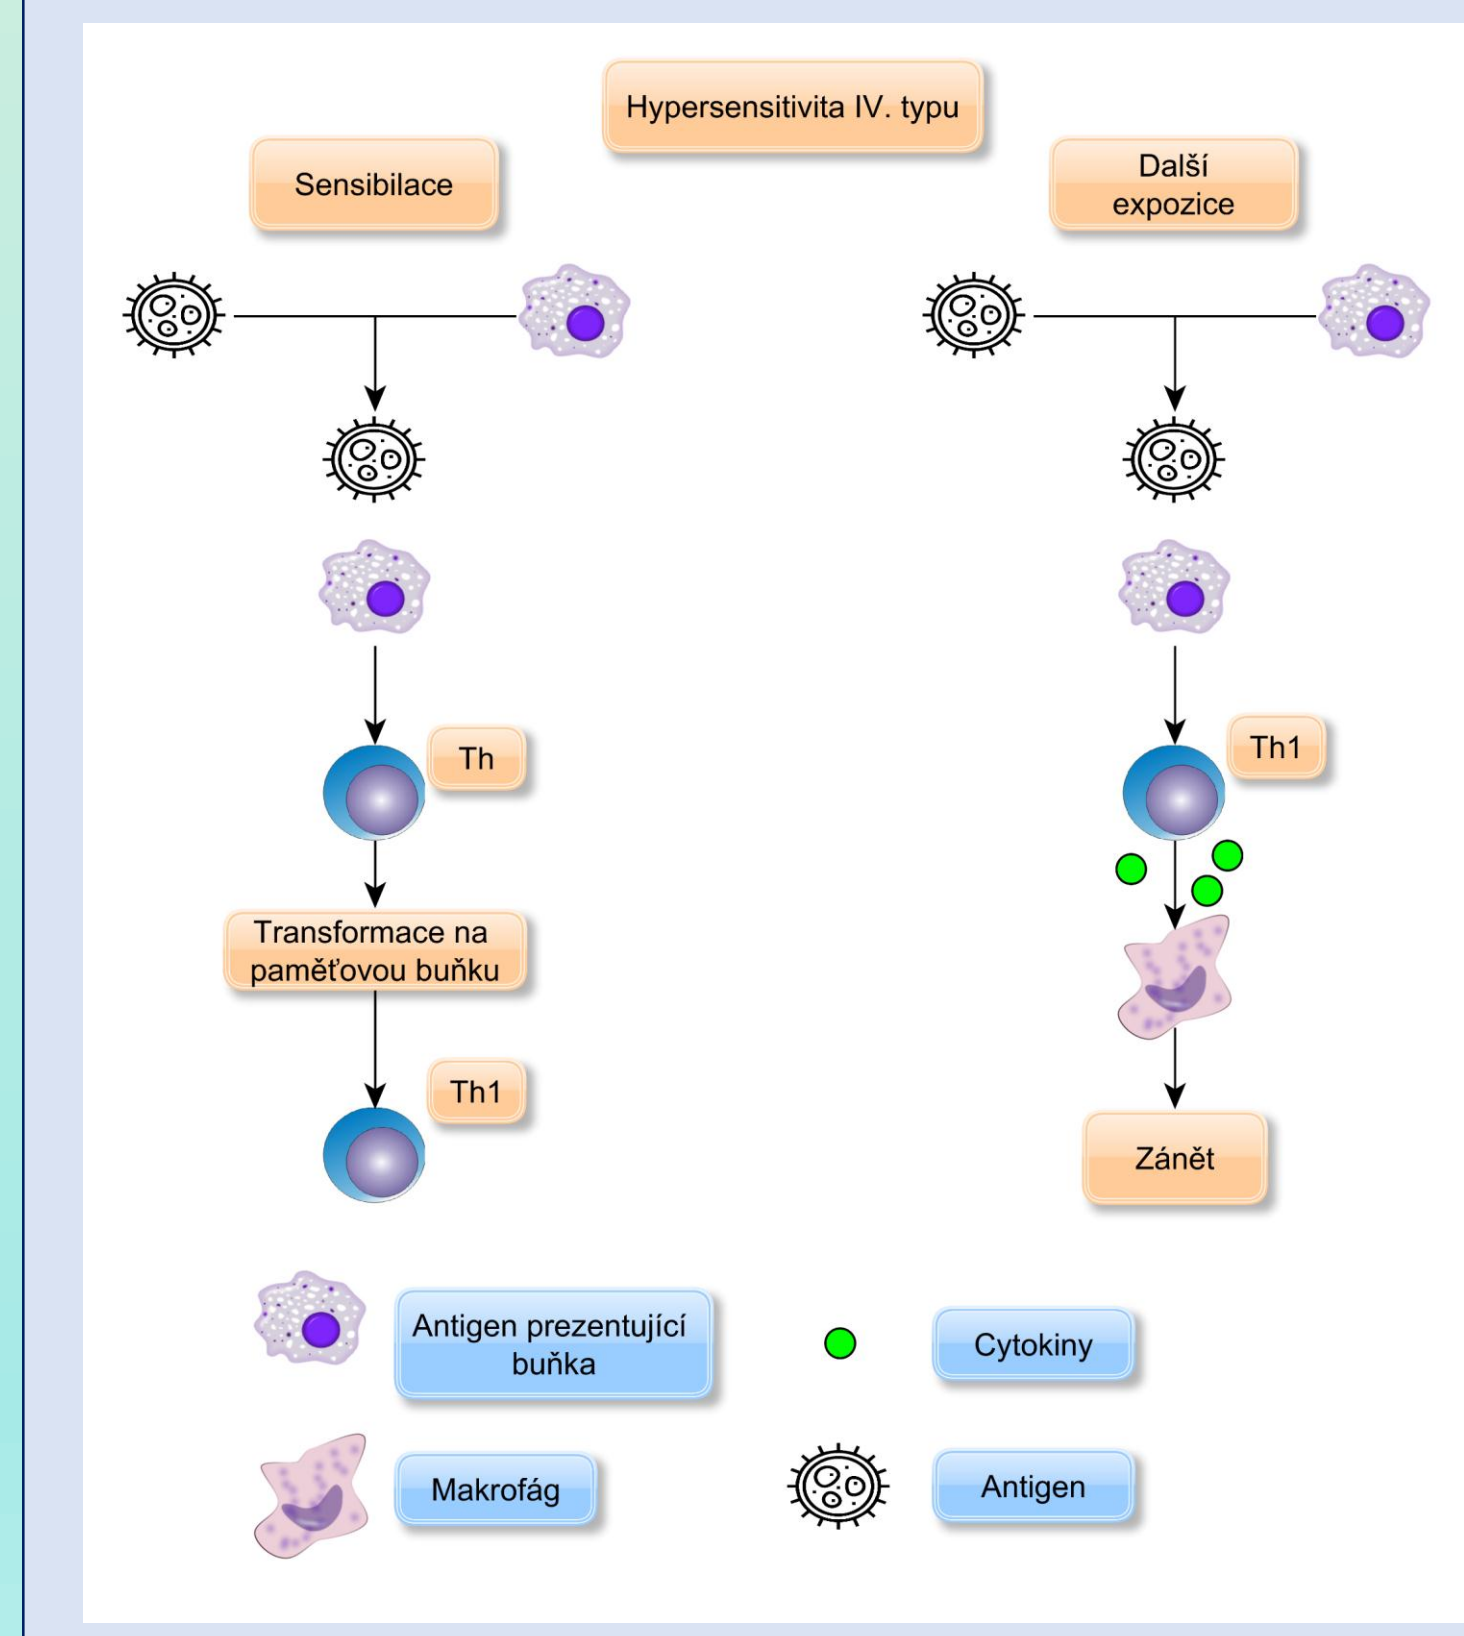 Hypersensitivita IV. typu
Sensibilace
Další
expozice
Th
Th1
Transformace na
paměťovou buňku
Th1
Zánět
Antigen prezentující
buňka
Cytokiny
Makrofág
Antigen